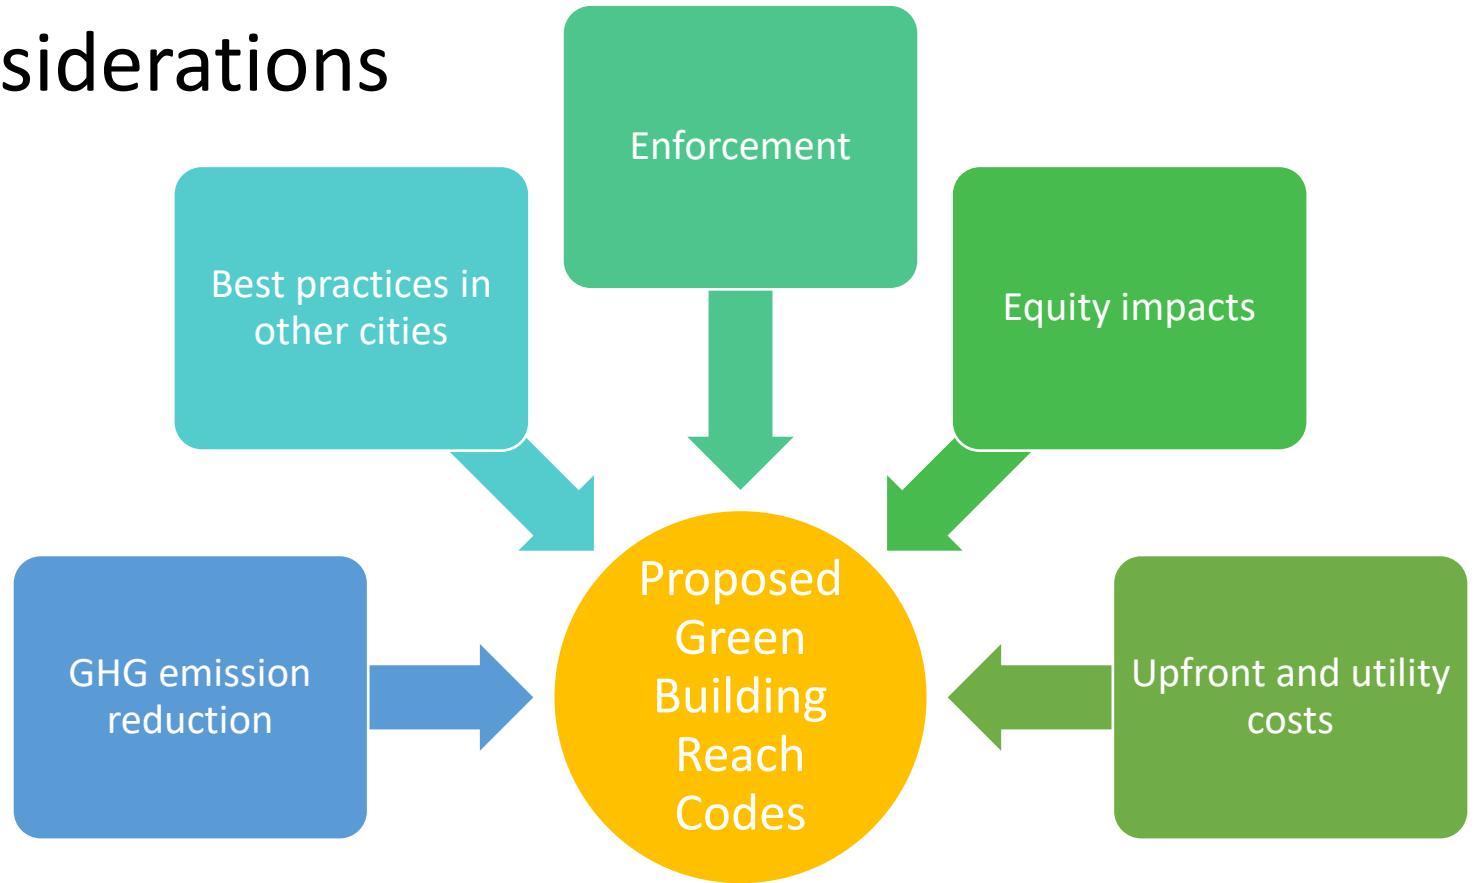 siderations
Enforcement
Best practices in
other cities
Equity impacts
GHG emission
reduction
Proposed
Green
Building
Reach
Codes
Upfront and utility
costs